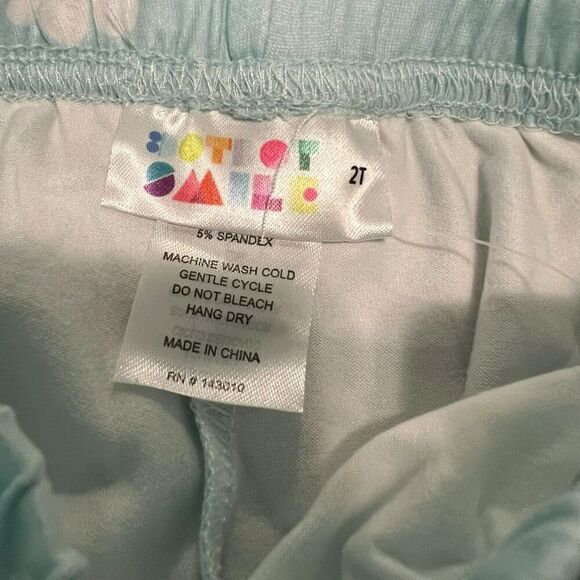 2T
5% SPANDEX
MACHINE WASH COLD
GENTLE CYCLE
DO NOT BLEACH
HANG DRY
MADE IN CHINA
RN # 143010